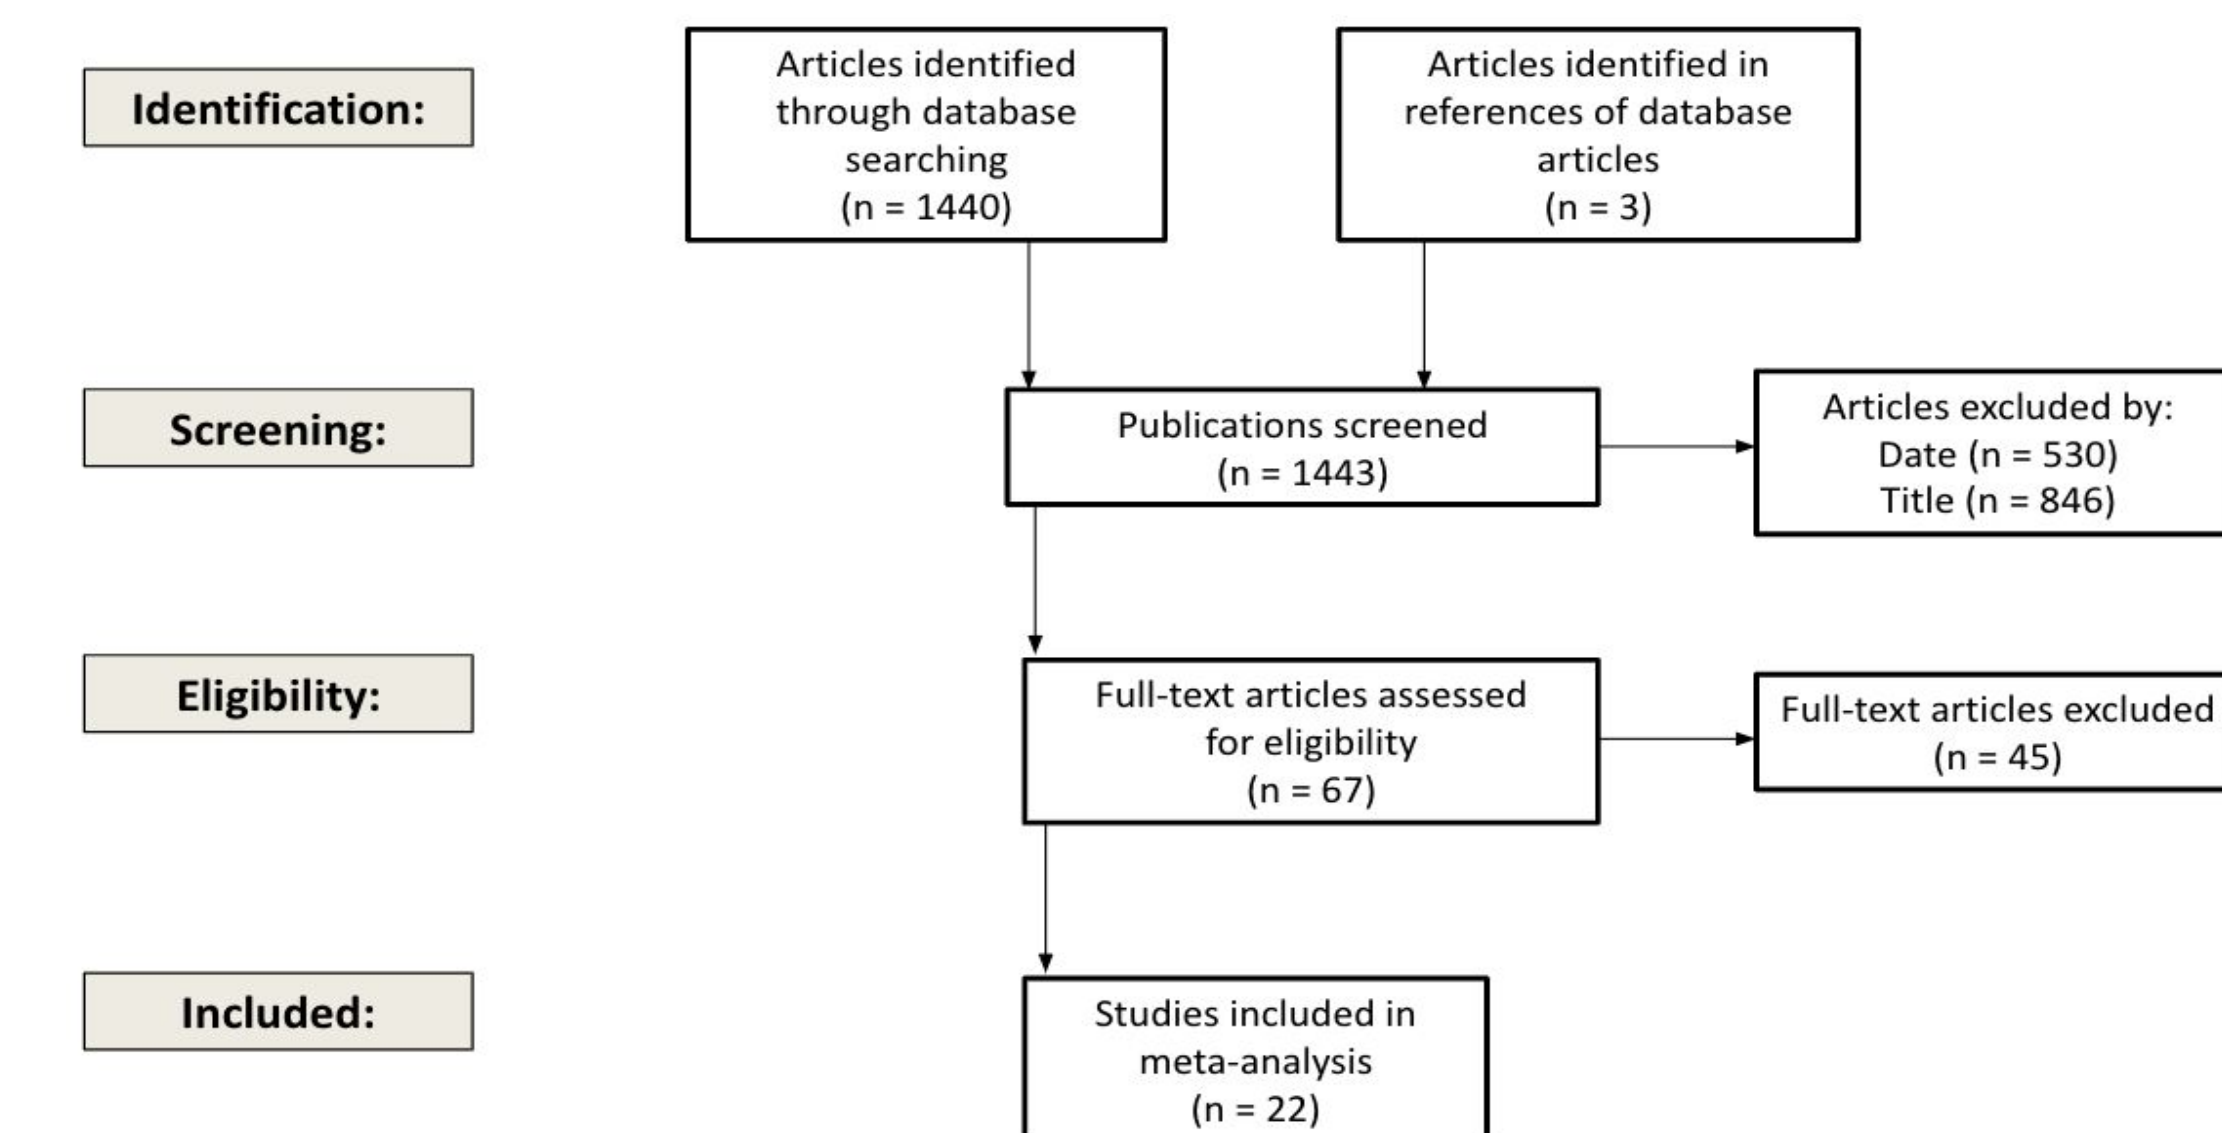 Identification:
Articles identified
through database
searching
(n = 1440)
Articles identified in
references of database
articles
(n = 3)
Screening:
Publications screened
(n = 1443)
Articles excluded by:
Date (n = 530)
Title (n = 846)
Eligibility:
Full-text articles assessed
for eligibility
(n = 67)
Full-text articles excluded
(n = 45)
Included:
Studies included in
meta-analysis
(n = 22)